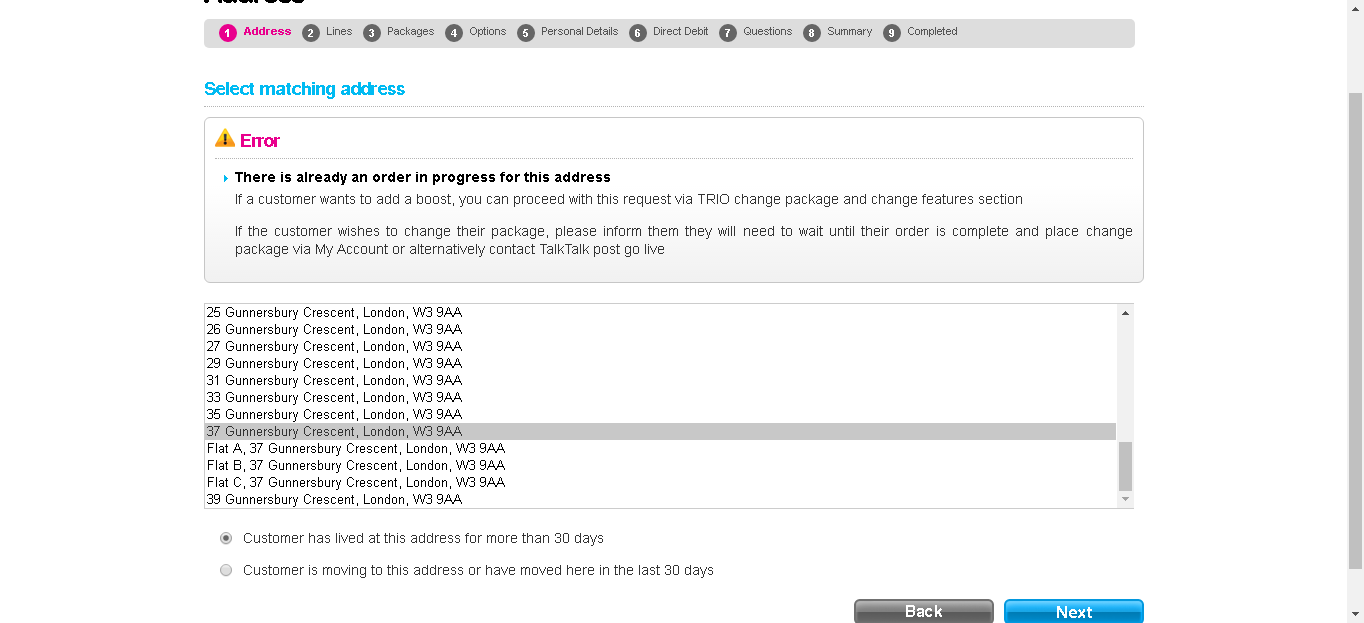 Address
1 Address 2 Lines 3 Packages 4 Options 5 Personal Details 6 Direct Debit 7 Questions 8 Summary 9 Completed
Select matching address
Error
There is already an order in progress for this address
If a customer wants to add a boost, you can proceed with this request via TRIO change package and change features section
If the customer wishes to change their package, please inform them they will need to wait until their order is complete and place change
package via My Account or alternatively contact TalkTalk post go live
25 Gunnersbury Crescent, London, W3 9AA
26 Gunnersbury Crescent, London, W3 9AA
27 Gunnersbury Crescent, London, W3 9AA
29 Gunnersbury Crescent, London, W3 9AA
31 Gunnersbury Crescent, London, W3 9AA
33 Gunnersbury Crescent, London, W3 9AA
35 Gunnersbury Crescent, London, W3 9AA
37 Gunnersbury Crescent, London, W3 9AA
Flat A, 37 Gunnersbury Crescent, London, W3 9AA
Flat B, 37 Gunnersbury Crescent, London, W3 9AA
Flat C, 37 Gunnersbury Crescent, London, W3 9AA
39 Gunnersbury Crescent, London, W3 9AA
Customer has lived at this address for more than 30 days
Customer is moving to this address or have moved here in the last 30 days
Back Next